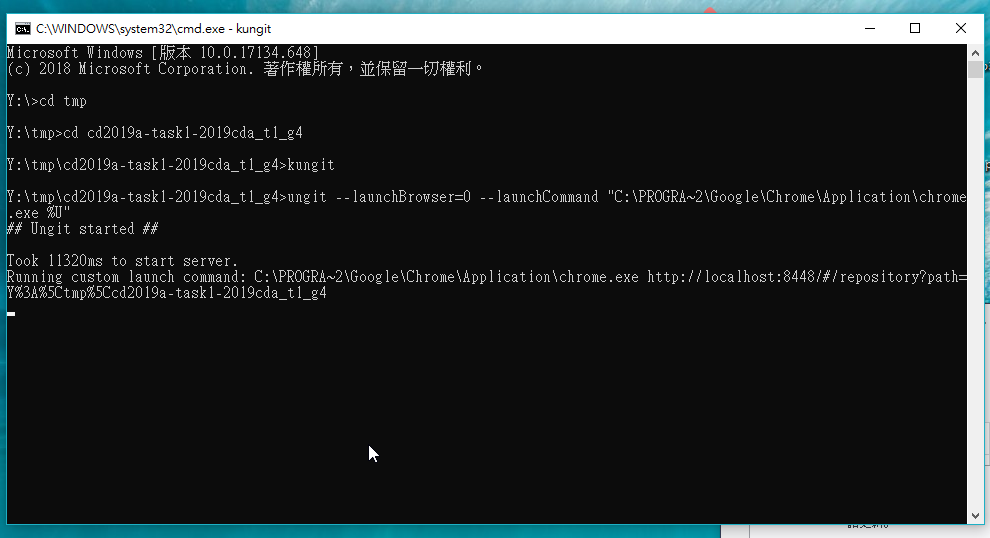 C:\WINDOWS\system32\cmd.exe - kungit
Microsoft Windows [版本 10.0.17134.648]
(c) 2018 Microsoft Corporation. 著作權所有，並保留一切權利。
Y:\>cd tmp
Y:\tmp>cd cd2019a-task1-2019cda_t1_g4
Y:\tmp\cd2019a-task1-2019cda_t1_g4>kungit
Y:\tmp\cd2019a-task1-2019cda_t1_g4>ungit --launchBrowser=0 --launchCommand "C:\PROGRA~2\Google\Chrome\Application\chrome
.exe %U"
## Ungit started ##
Took 11320ms to start server.
Running custom launch command: C:\PROGRA~2\Google\Chrome\Application\chrome.exe http://localhost:8448/#/repository?path=
Y%3A%5Ctmp%5Ccd2019a-task1-2019cda_t1_g4